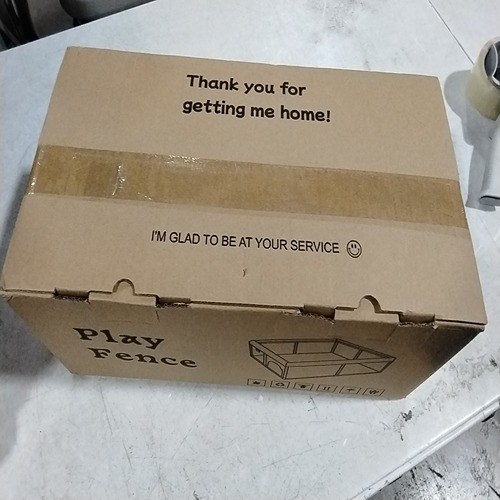 Thank you for
getting me home!
I'M GLAD TO BE AT YOUR SERVICE
Play
Fence